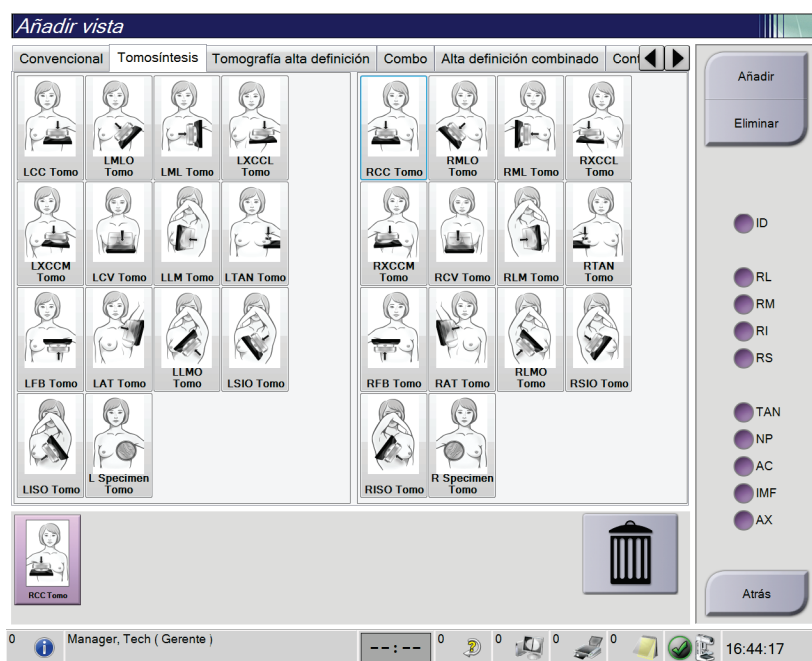 Añadir vista
Convencional
Tomosíntesis
Tomografía alta definición
Combo
Alta definición combinado
LCC Tomo
LMLO
Tomo
LML Tomo
LXCCL
Tomo
LXCCM
Tomo
LCV Tomo
LLM Tomo
LTAN Tomo
LFB Tomo
LAT Tomo
LLMO
Tomo
LSIO Tomo
LISO Tomo
L Specimen
Tomo
RCC Tomo
RMLO
Tomo
RML Tomo
RXCCL
Tomo
RXCCM
Tomo
RCV Tomo
RLM Tomo
RTAN
Tomo
RFB Tomo
RAT Tomo
RLMO
Tomo
RSIO Tomo
RISO Tomo
R Specimen
Tomo
Añadir
Eliminar
ID
RL
RM
RI
RS
TAN
NP
AC
IMF
AX
Atrás
RCC Tomo
0
Manager, Tech ( Gerente )
--:--
0
0
0
0
16:44:17